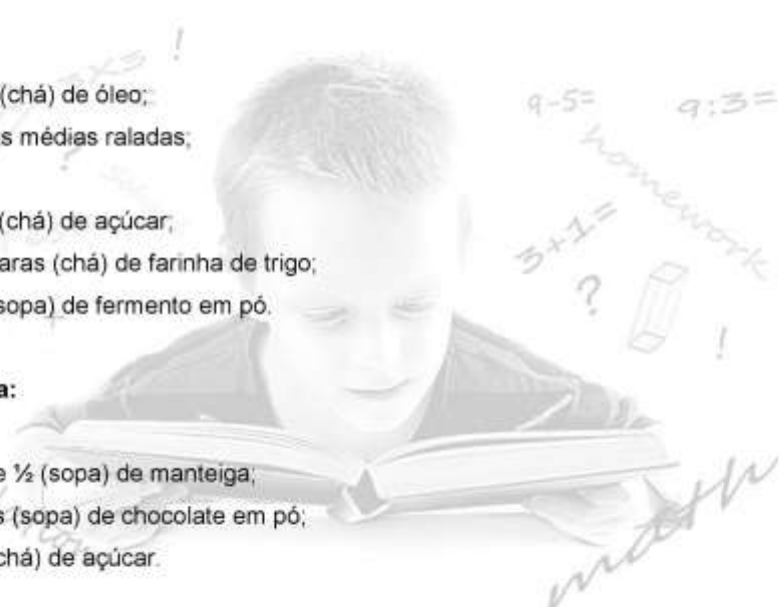 (chá) de óleo;
s médias raladas;
(chá) de açúcar;
aras (chá) de farinha de trigo;
sopa) de fermento em pó.
a:
e ½ (sopa) de manteiga;
s (sopa) de chocolate em pó;
chá) de açúcar.
3x3 !
?
9-5=
9:3=
homework
3+1=
?
!
math